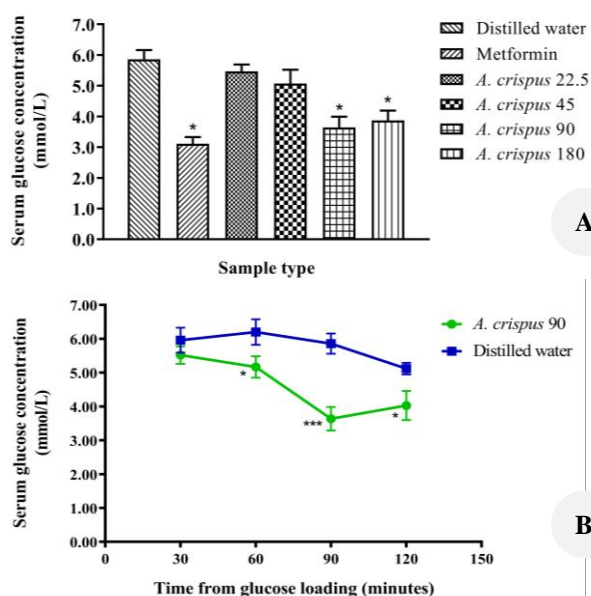 Serum glucose concentration
(mmol/L)
7.0
6.0
5.0
4.0
3.0
2.0
1.0
0.0
*
*
*
Sample type
Distilled water
Metformin
A. crispus 22.5
A. crispus 45
A. crispus 90
A. crispus 180
A
Serum glucose concentration
(mmol/L)
7.00
6.00
5.00
4.00
3.00
2.00
1.00
0.00
*
***
*
0 30 60 90 120 150
Time from glucose loading (minutes)
A. crispus 90
Distilled water
B